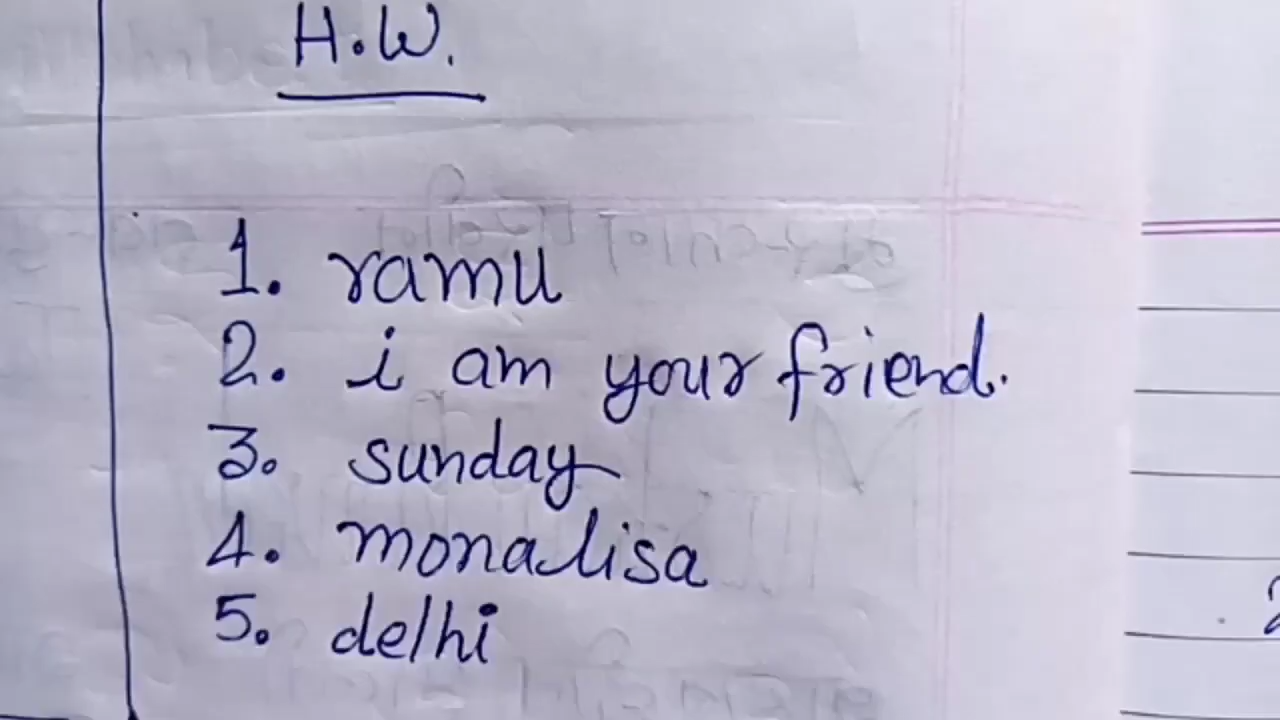 H.W.
1. ramu
2. i am your friend.
3. sunday
4. monalisa
5. delhi